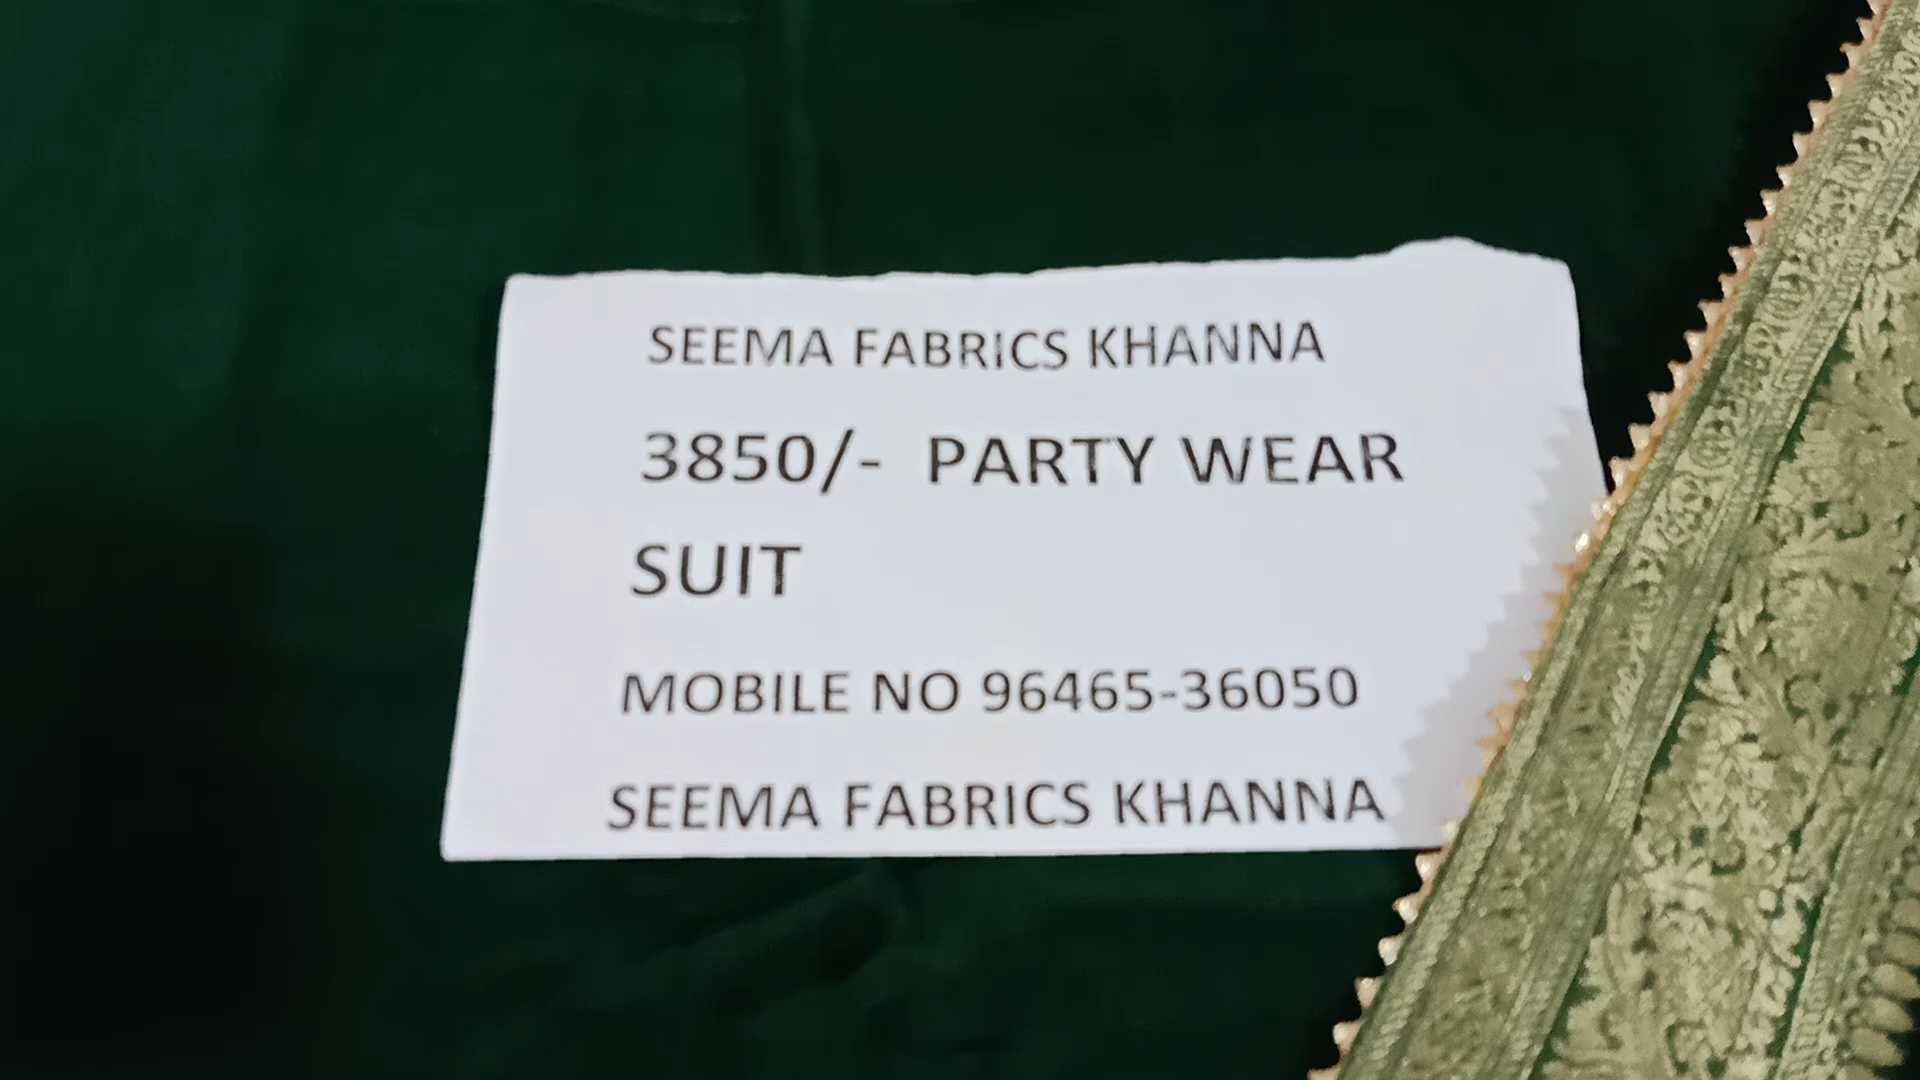 SEEMA FABRICS KHANNA
3850/- PARTY WEAR
SUIT
MOBILE NO 96465-36050
SEEMA FABRICS KHANNA